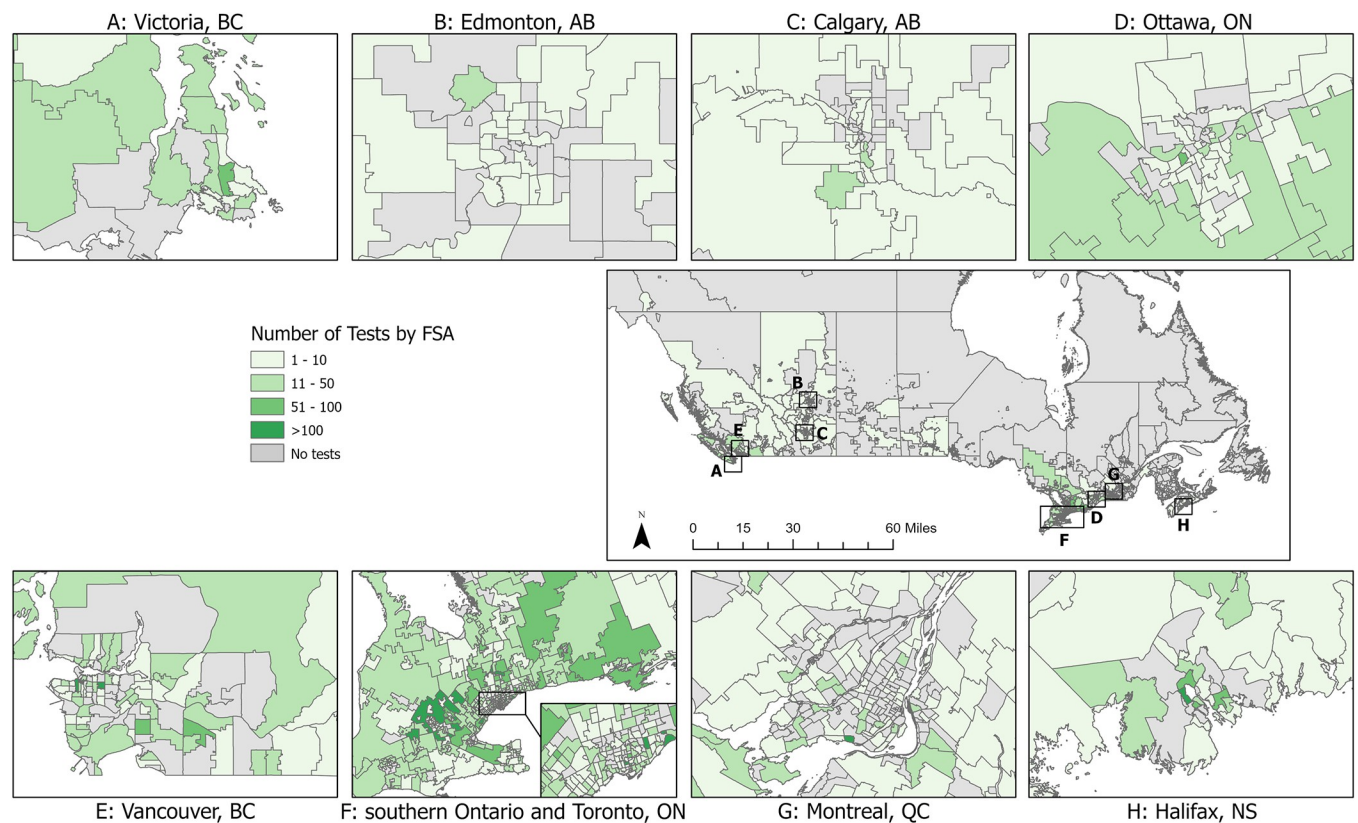 A: Victoria, BC
B: Edmonton, AB
C: Calgary, AB
D: Ottawa, ON
Number of Tests by FSA
1 - 10
11 - 50
51 - 100
>100
No tests
B
C
E
A
G
D
F
H
N
0 15 30 60 Miles
E: Vancouver, BC
F: southern Ontario and Toronto, ON
G: Montreal, QC
H: Halifax, NS